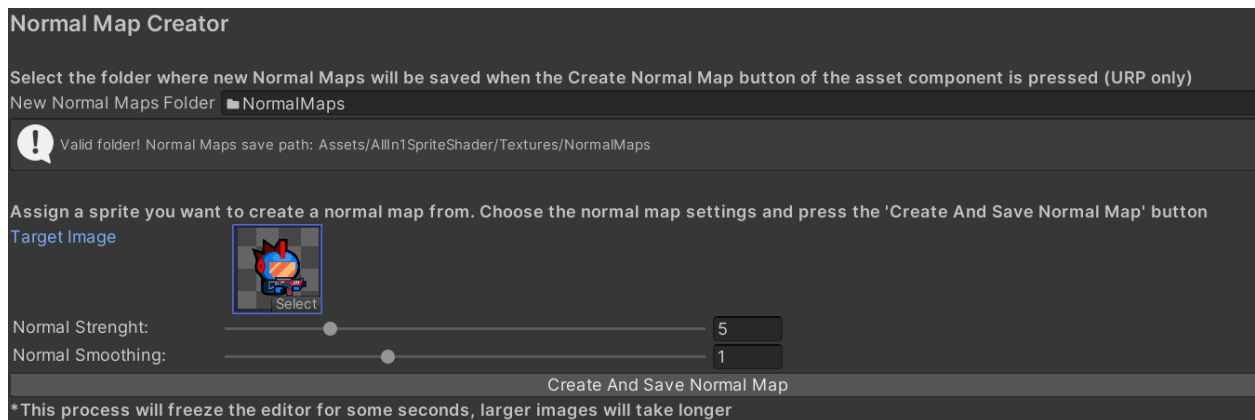 Normal Map Creator
Select the folder where new Normal Maps will be saved when the Create Normal Map button of the asset component is pressed (URP only)
New Normal Maps Folder NormalMaps
Valid folder! Normal Maps save path: Assets/AllIn1SpriteShader/Textures/NormalMaps
Assign a sprite you want to create a normal map from. Choose the normal map settings and press the 'Create And Save Normal Map' button
Target Image
Select
Normal Strenght: 5
Normal Smoothing: 1
Create And Save Normal Map
*This process will freeze the editor for some seconds, larger images will take longer